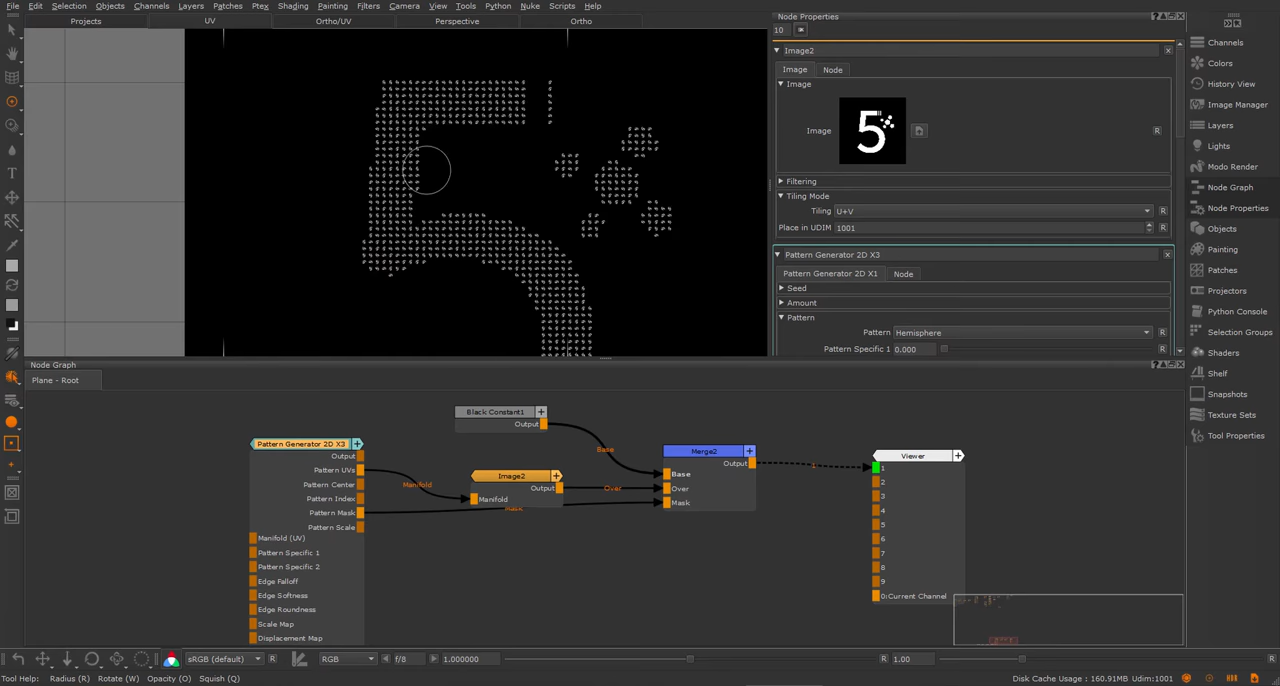 File Edit Selection Objects Channels Layers Patches Ptex Shading Painting Filters Camera View Tools Python Nuke Scripts Help
Projects UV Ortho/UV Perspective Ortho
Node Properties
10
Image2
Image Node
Image
Image
5
R
Filtering
Tiling Mode
Tiling U+V R
Place in UDIM 1001 R
Pattern Generator 2D X3
Pattern Generator 2D X1 Node
Seed
Amount
Pattern
Pattern Hemisphere R
Pattern Specific 1 0.000 R
Channels
Colors
History View
Image Manager
Layers
Lights
Modo Render
Node Graph
Node Properties
Objects
Painting
Patches
Projectors
Python Console
Selection Groups
Shaders
Shelf
Snapshots
Texture Sets
Tool Properties
Node Graph
Plane - Root
Pattern Generator 2D X3
Output
Pattern UVs
Pattern Center
Pattern Index
Pattern Mask
Pattern Scale
Manifold (UV)
Pattern Specific 1
Pattern Specific 2
Edge Falloff
Edge Softness
Edge Roundness
Scale Map
Displacement Map
Manifold
Mask
Black Constant1
Output
Image2
Output
Manifold
Base
Over
Merge2
Output
Base
Over
Mask
1
Viewer
1
2
3
4
5
6
7
8
9
0:Current Channel
sRGB (default) R RGB f/8 1.000000 R 1.00 R
Tool Help: Radius (R) Rotate (W) Opacity (O) Squish (Q) Disk Cache Usage : 160.91MB Udim:1001